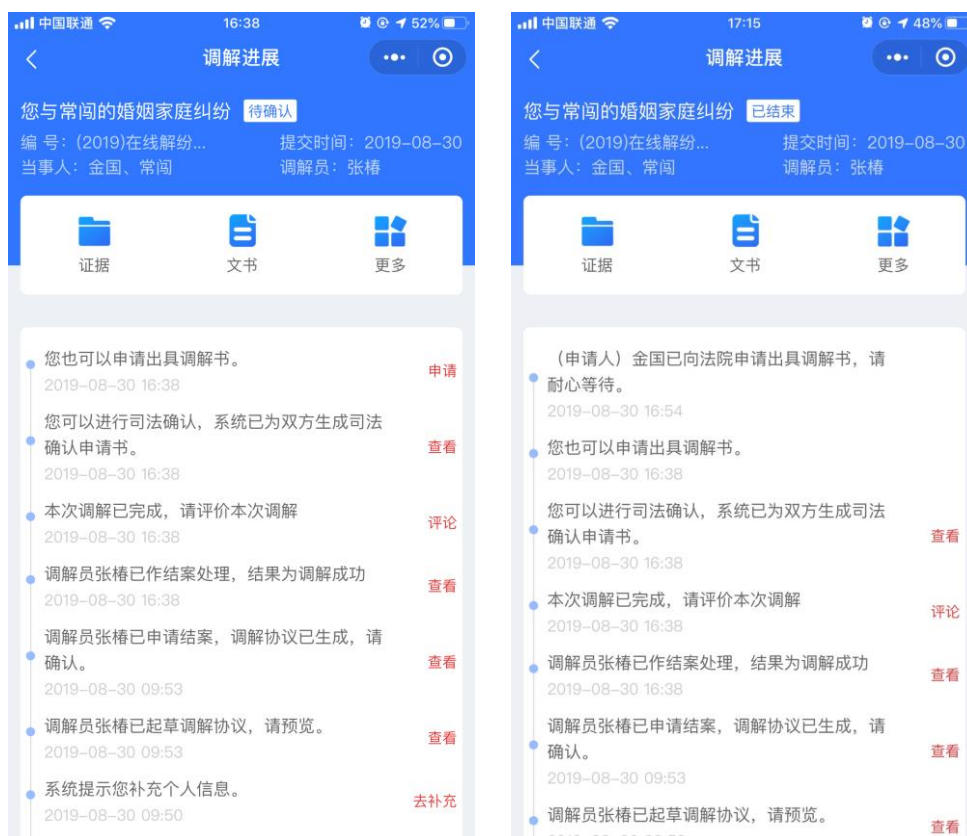 中国联通
16:38
52%
调解进展
您与常闯的婚姻家庭纠纷 待确认
编 号：(2019)在线解纷...
提交时间：2019-08-30
当事人：金国、常闯
调解员：张椿
证据
文书
更多
您也可以申请出具调解书。
申请
2019-08-30 16:38
您可以进行司法确认，系统已为双方生成司法
确认申请书。
查看
2019-08-30 16:38
本次调解已完成，请评价本次调解
评论
2019-08-30 16:38
调解员张椿已作结案处理，结果为调解成功
查看
2019-08-30 16:38
调解员张椿已申请结案，调解协议已生成，请
确认。
查看
2019-08-30 09:53
调解员张椿已起草调解协议，请预览。
查看
2019-08-30 09:53
系统提示您补充个人信息。
去补充
2019-08-30 09:50
中国联通
17:15
48%
调解进展
您与常闯的婚姻家庭纠纷 已结束
编 号：(2019)在线解纷...
提交时间：2019-08-30
当事人：金国、常闯
调解员：张椿
证据
文书
更多
（申请人）金国已向法院申请出具调解书，请
耐心等待。
2019-08-30 16:54
您也可以申请出具调解书。
2019-08-30 16:38
您可以进行司法确认，系统已为双方生成司法
确认申请书。
查看
2019-08-30 16:38
本次调解已完成，请评价本次调解
评论
2019-08-30 16:38
调解员张椿已作结案处理，结果为调解成功
查看
2019-08-30 16:38
调解员张椿已申请结案，调解协议已生成，请
确认。
查看
2019-08-30 09:53
调解员张椿已起草调解协议，请预览。
查看